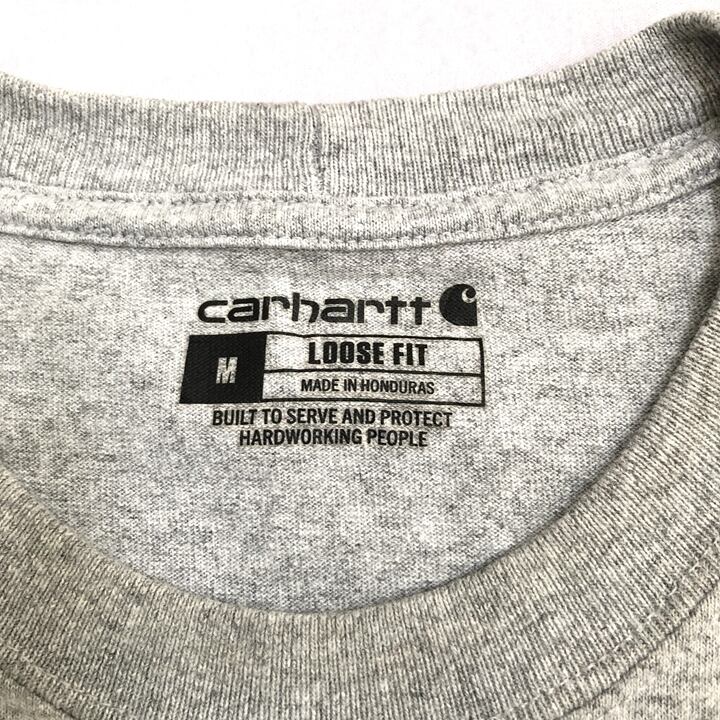 carhartt
M
LOOSE FIT
MADE IN HONDURAS
BUILT TO SERVE AND PROTECT
HARDWORKING PEOPLE